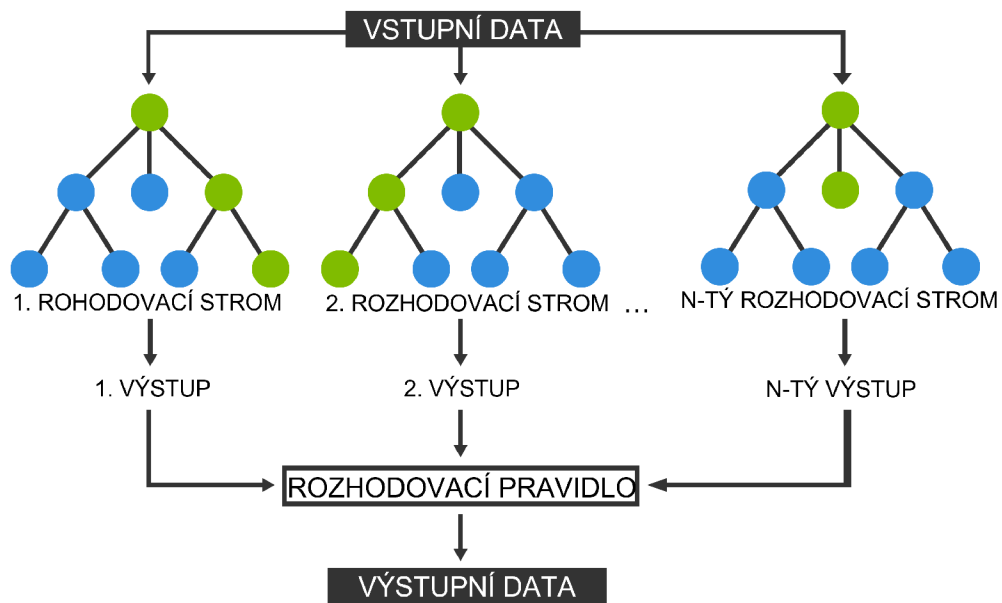 VSTUPNÍ DATA
1. ROHODOVACÍ STROM
2. ROZHODOVACÍ STROM ...
N-TÝ ROZHODOVACÍ STROM
1. VÝSTUP
2. VÝSTUP
N-TÝ VÝSTUP
ROZHODOVACÍ PRAVIDLO
VÝSTUPNÍ DATA